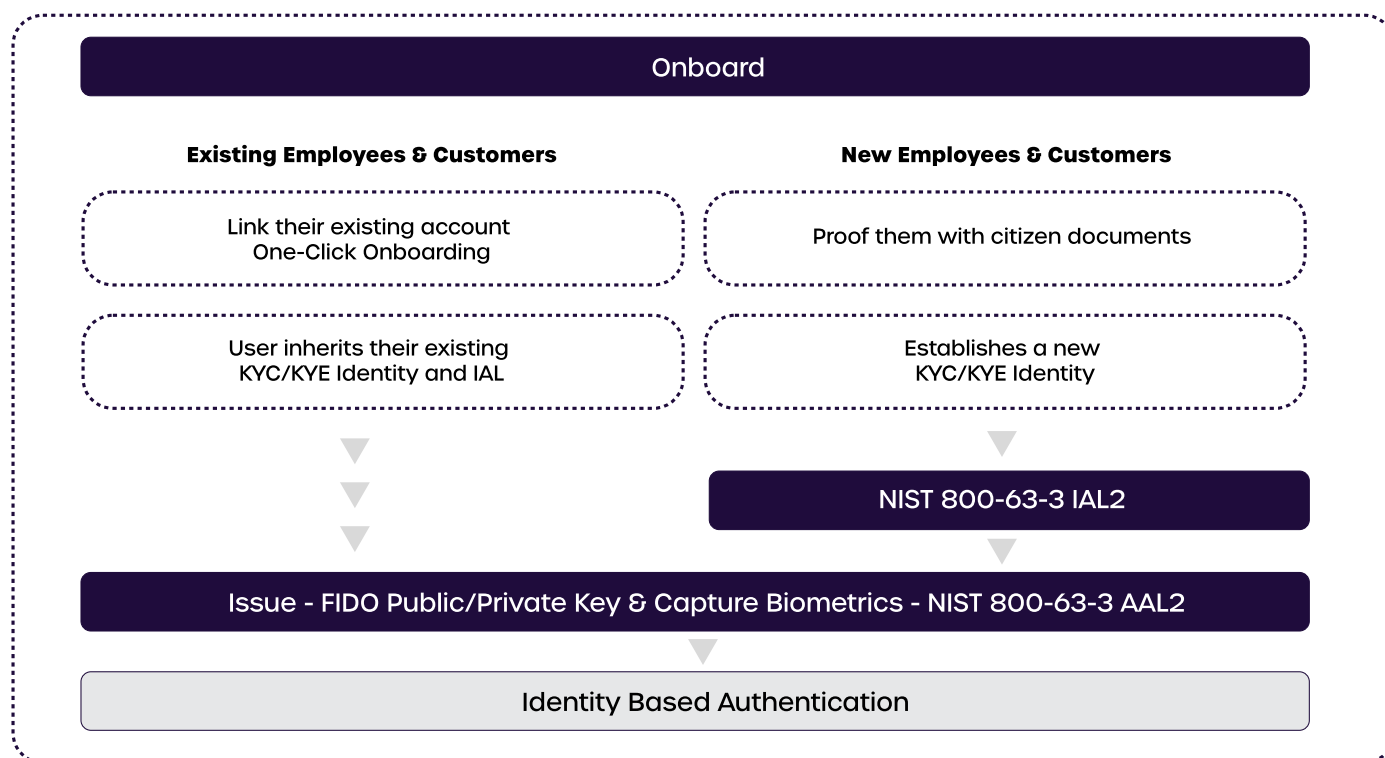 Onboard
Existing Employees & Customers
Link their existing account
One-Click Onboarding
User inherits their existing
KYC/KYE Identity and IAL
New Employees & Customers
Proof them with citizen documents
Establishes a new
KYC/KYE Identity
NIST 800-63-3 IAL2
Issue - FIDO Public/Private Key & Capture Biometrics - NIST 800-63-3 AAL2
Identity Based Authentication